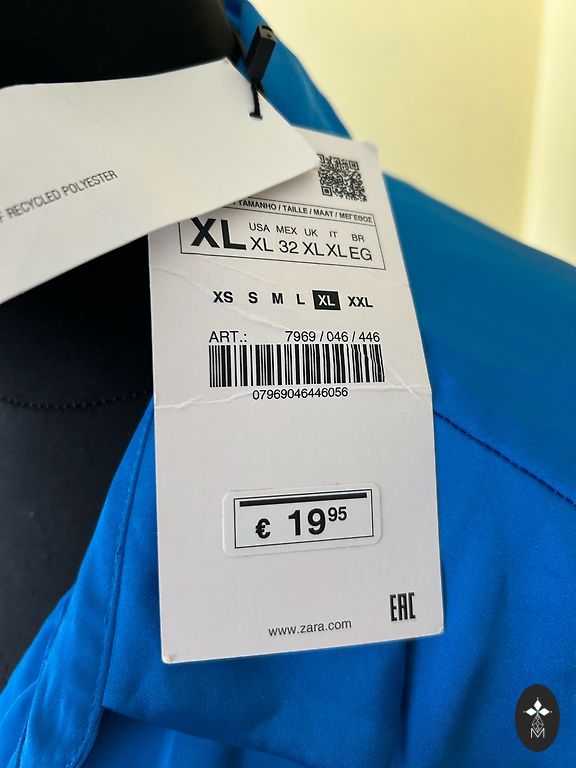 F RECYCLED POLYESTER
TAMANHO / TAILLE / MAAT / ΜΕΓΕΘΟΣ
XL
USA MEX UK IT BR
XL 32 XL XL EG
XS S M L XL XXL
ART.: 7969 / 046 / 446
07969046446056
€ 19 95
EAC
www.zara.com
M